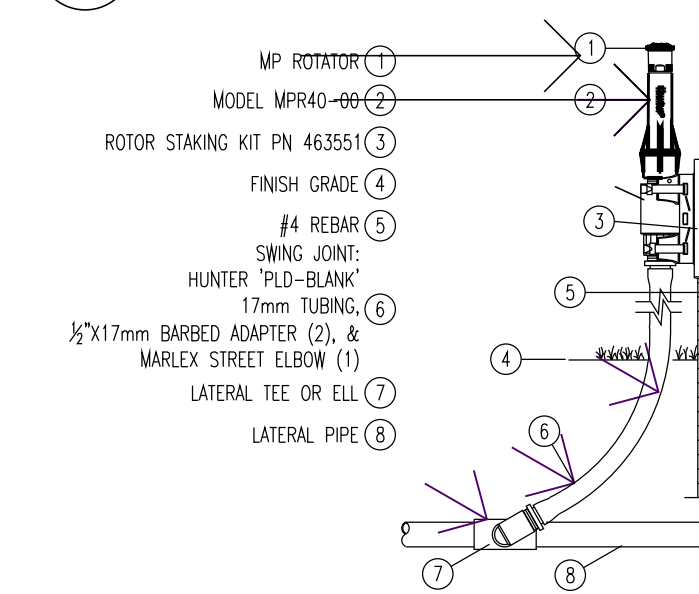 MP ROTATOR 1
MODEL MPR40-00 2
ROTOR STAKING KIT PN 463551 3
FINISH GRADE 4
#4 REBAR 5
SWING JOINT:
HUNTER 'PLD-BLANK'
17mm TUBING, 6
½"X17mm BARBED ADAPTER (2), &
MARLEX STREET ELBOW (1)
LATERAL TEE OR ELL 7
LATERAL PIPE 8
1
2
Hunter
3
5
4
6
7
8